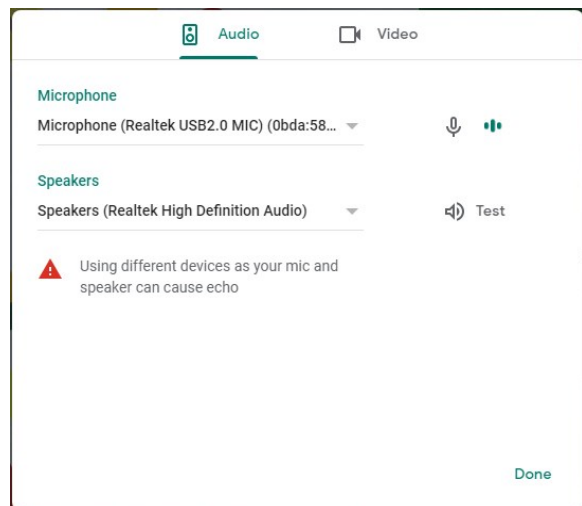 Audio
Video
Microphone
Microphone (Realtek USB2.0 MIC) (0bda:58...
Speakers
Speakers (Realtek High Definition Audio)
Test
Using different devices as your mic and
speaker can cause echo
Done